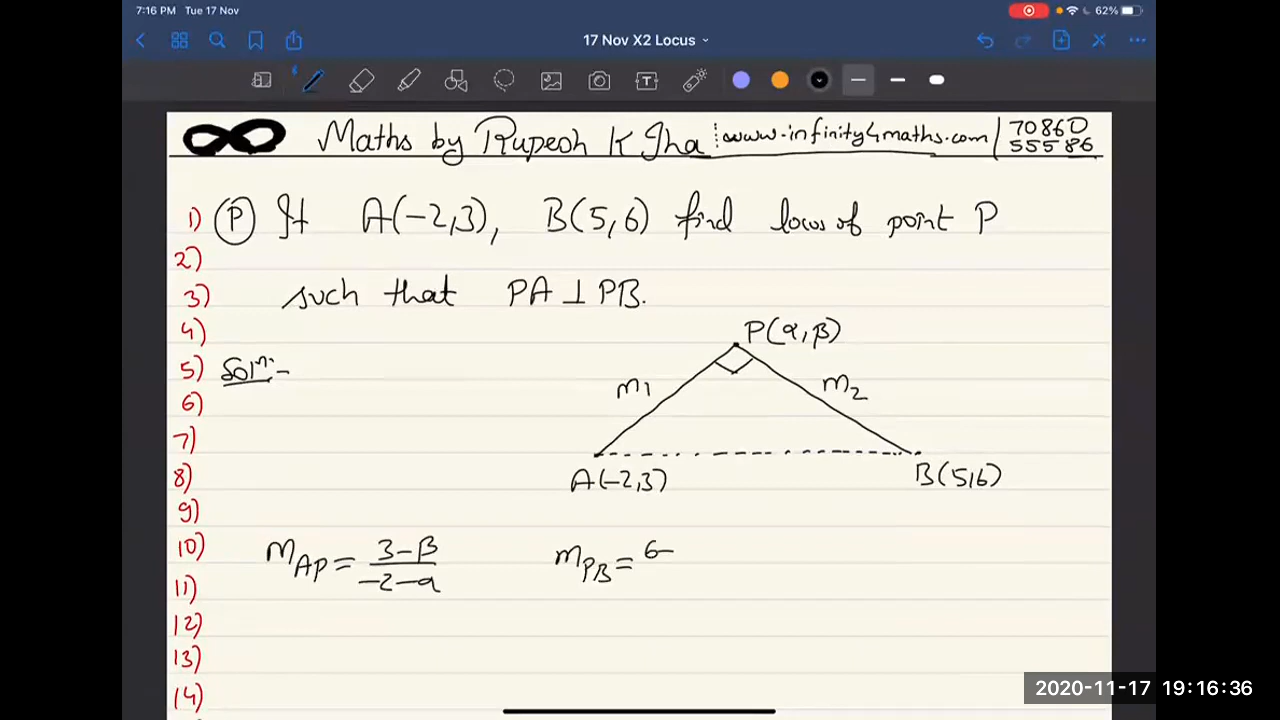 7:16 PM Tue 17 Nov
62%
17 Nov X2 Locus
Maths by Rupesh K Jha www.infinity4maths.com / 70860 55586
1) (P) If A(-2,3), B(5,6) find locus of point P
2)
3) such that PA ⊥ PB.
4) P(α,β)
5) Soln:-
6) m1 m2
7)
8) A(-2,3) B(5,6)
9)
10) mAP = 3-β/-2-α mPB = 6-
11)
12)
13)
14)
2020-11-17 19:16:36